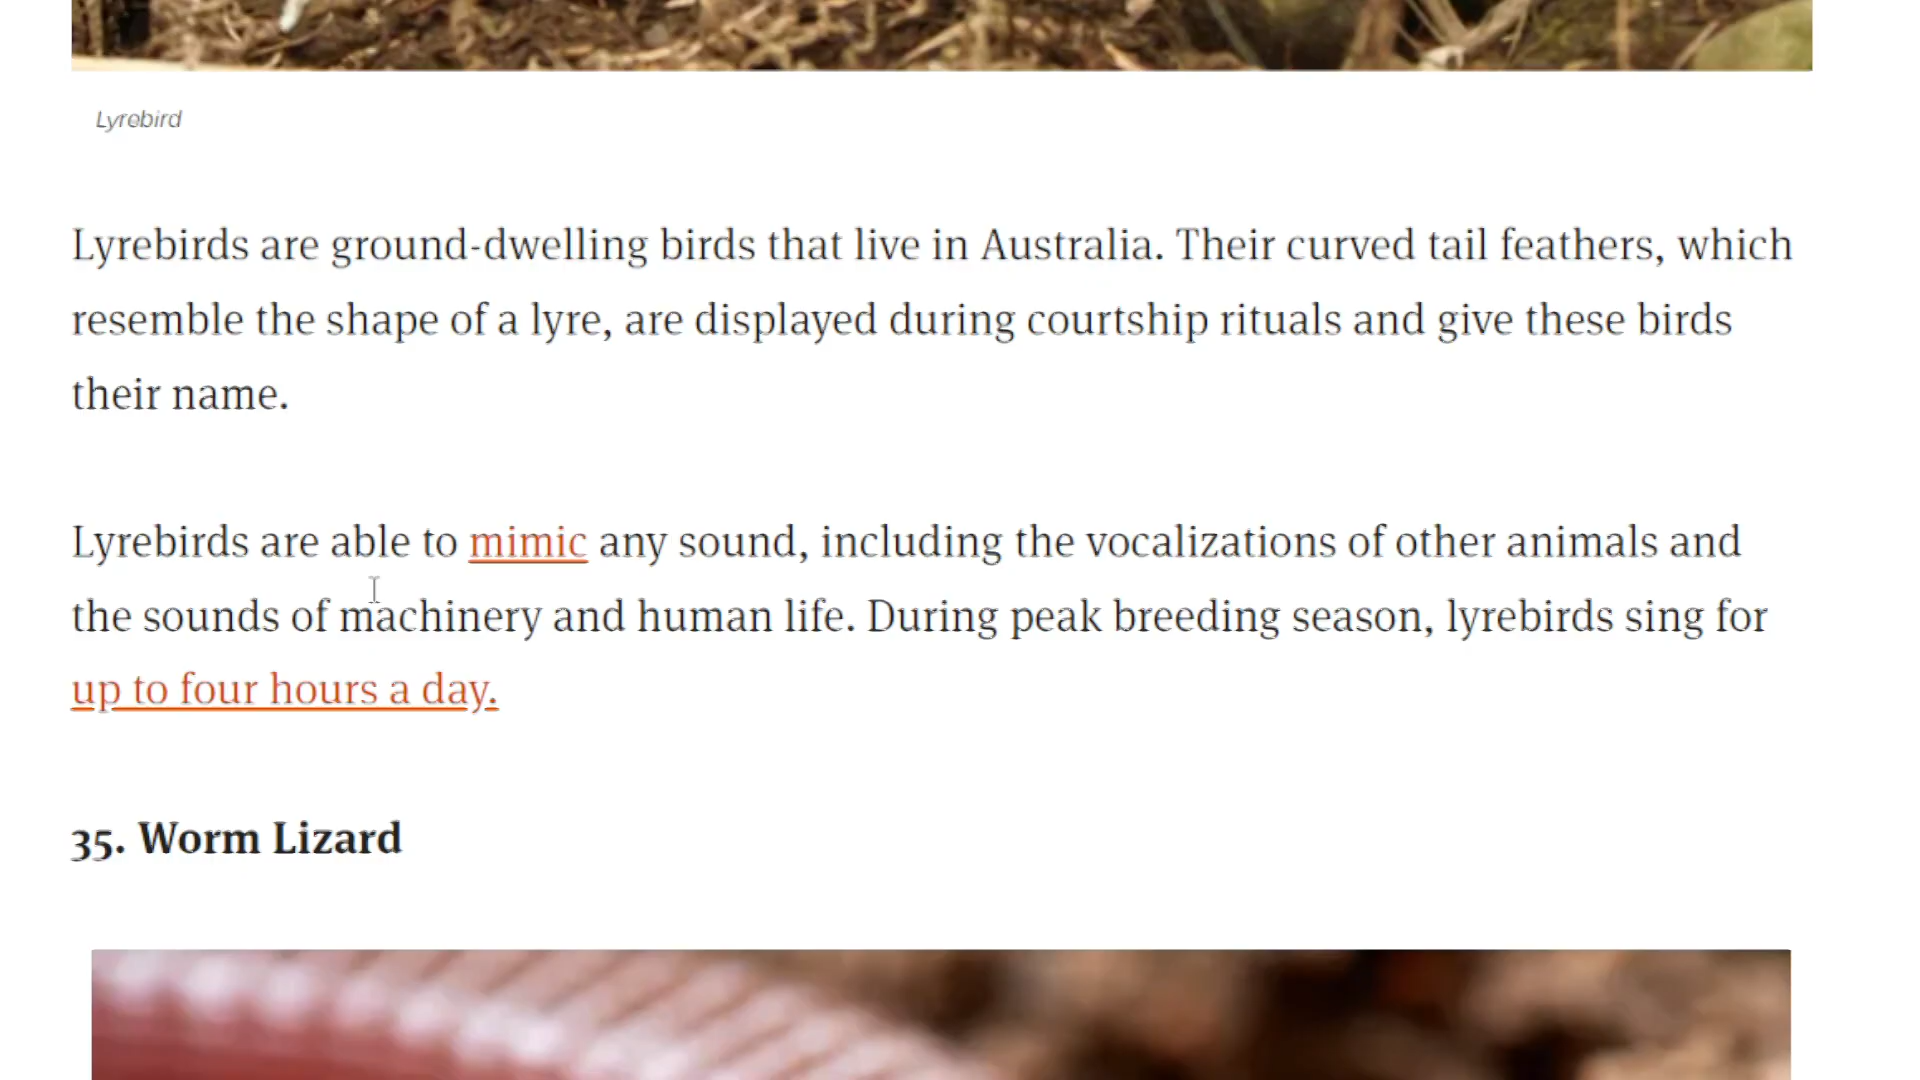 Lyrebird
Lyrebirds are ground-dwelling birds that live in Australia. Their curved tail feathers, which
resemble the shape of a lyre, are displayed during courtship rituals and give these birds
their name.
Lyrebirds are able to mimic any sound, including the vocalizations of other animals and
the sounds of machinery and human life. During peak breeding season, lyrebirds sing for
up to four hours a day.
35. Worm Lizard